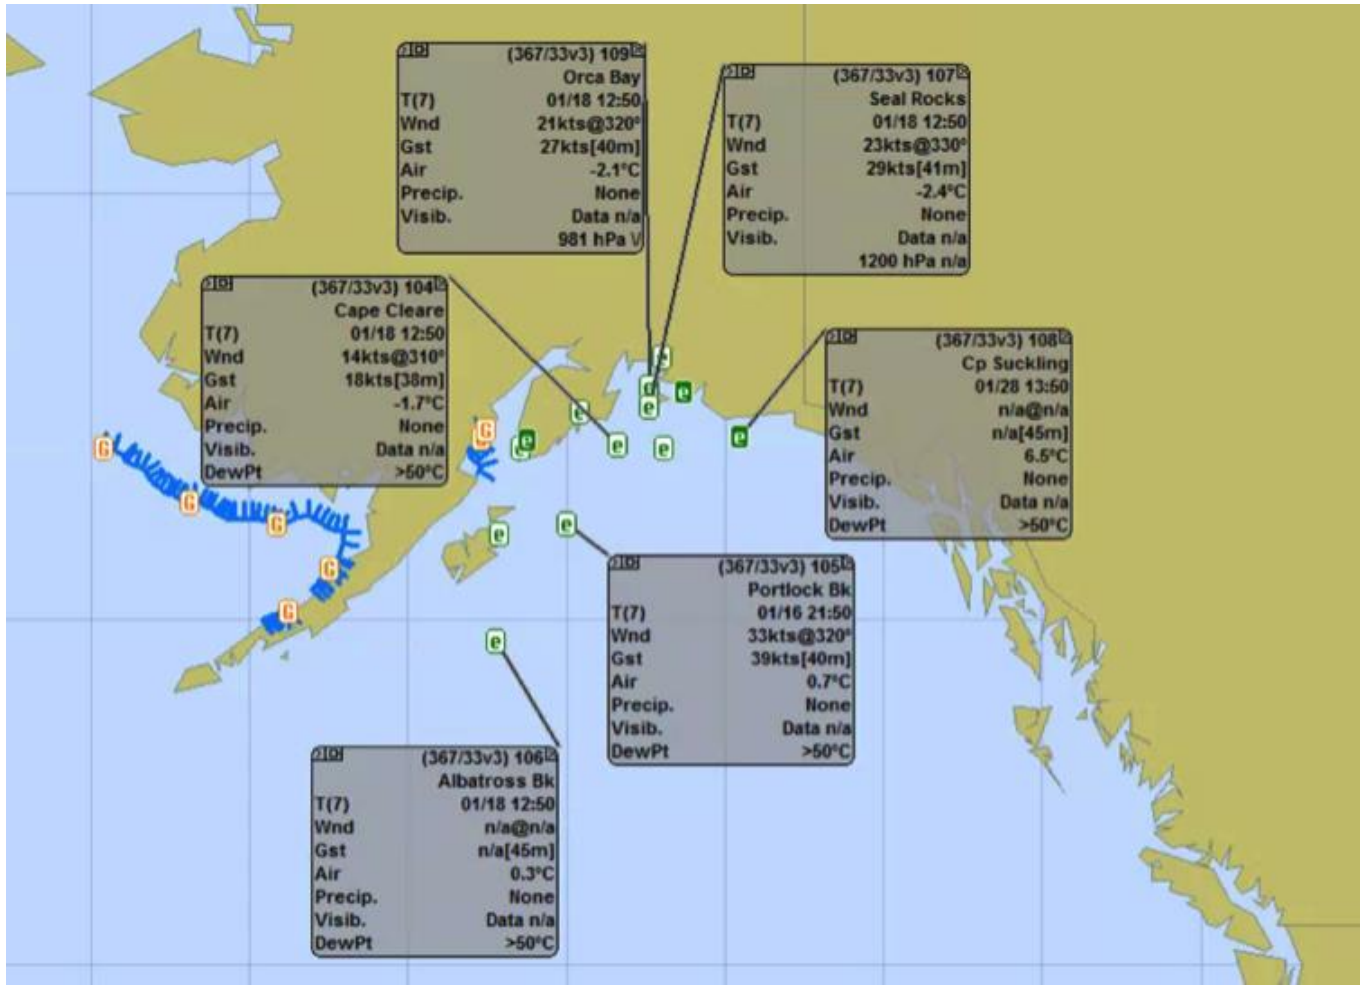 (367/33v3) 109
Orca Bay
T(7) 01/18 12:50
Wnd 21kts@320°
Gst 27kts[40m]
Air -2.1°C
Precip. None
Visib. Data n/a
981 hPa \/
(367/33v3) 107
Seal Rocks
T(7) 01/18 12:50
Wnd 23kts@330°
Gst 29kts[41m]
Air -2.4°C
Precip. None
Visib. Data n/a
1200 hPa n/a
(367/33v3) 104
Cape Cleare
T(7) 01/18 12:50
Wnd 14kts@310°
Gst 18kts[38m]
Air -1.7°C
Precip. None
Visib. Data n/a
DewPt >50°C
(367/33v3) 108
Cp Suckling
T(7) 01/28 13:50
Wnd n/a@n/a
Gst n/a[45m]
Air 6.5°C
Precip. None
Visib. Data n/a
DewPt >50°C
(367/33v3) 105
Portlock Bk
T(7) 01/16 21:50
Wnd 33kts@320°
Gst 39kts[40m]
Air 0.7°C
Precip. None
Visib. Data n/a
DewPt >50°C
(367/33v3) 106
Albatross Bk
T(7) 01/18 12:50
Wnd n/a@n/a
Gst n/a[45m]
Air 0.3°C
Precip. None
Visib. Data n/a
DewPt >50°C
e
e
e
e
e
e
e
e
e
e
e
e
e
G
G
G
G
G
G